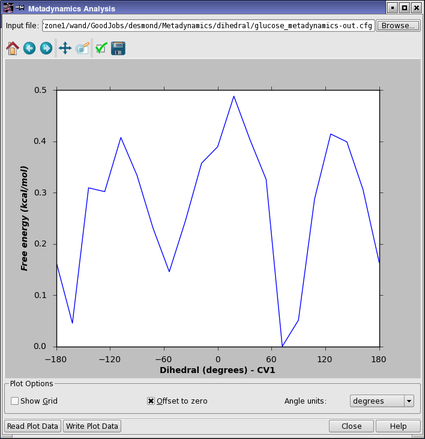 Metadynamics Analysis
Input file: zone1/wand/GoodJobs/desmond/Metadynamics/dihedral/glucose_metadynamics-out.cfg Browse...
0.5
0.4
0.3
0.2
0.1
0.0
Free energy (kcal/mol)
−180 −120 −60 0 60 120 180
Dihedral (degrees) - CV1
Plot Options
Show Grid Offset to zero Angle units: degrees
Read Plot Data Write Plot Data Close Help